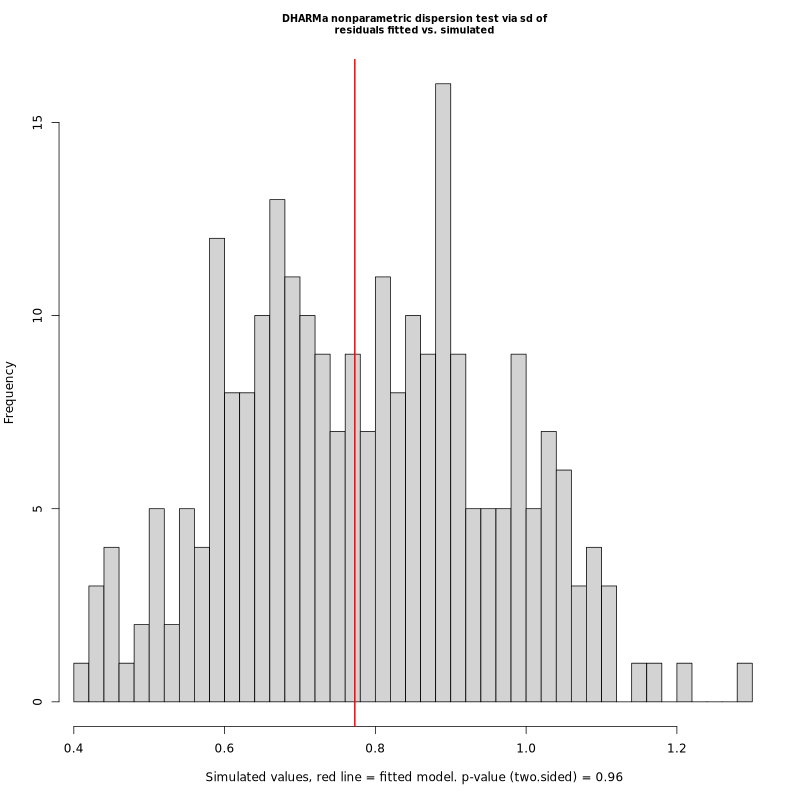 DHARMa nonparametric dispersion test via sd of
residuals fitted vs. simulated
Frequency
15
10
5
0
0.4 0.6 0.8 1.0 1.2
Simulated values, red line = fitted model. p-value (two.sided) = 0.96